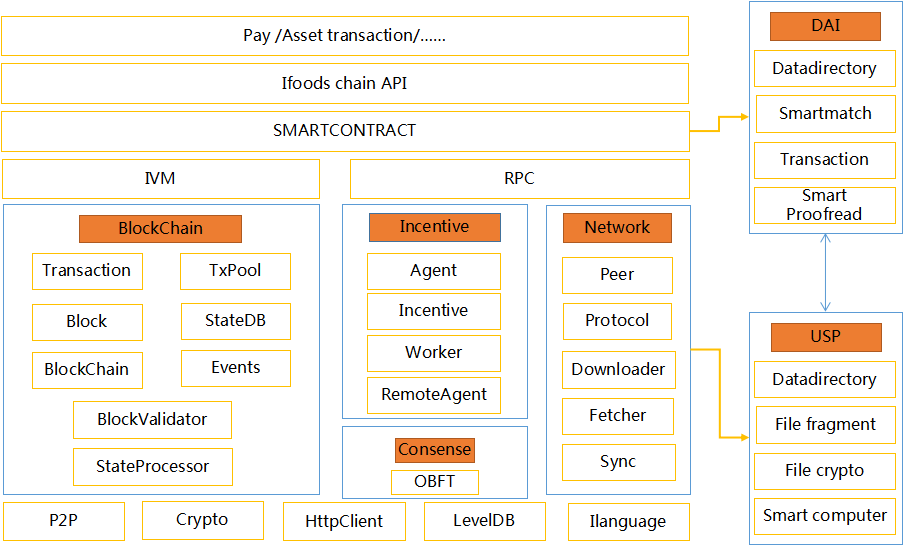 Pay /Asset transaction/......
Ifoods chain API
SMARTCONTRACT
IVM
RPC
BlockChain
Transaction
TxPool
Block
StateDB
BlockChain
Events
BlockValidator
StateProcessor
Incentive
Agent
Incentive
Worker
RemoteAgent
Consense
OBFT
Network
Peer
Protocol
Downloader
Fetcher
Sync
P2P
Crypto
HttpClient
LevelDB
Ilanguage
DAI
Datadirectory
Smartmatch
Transaction
Smart
Proofread
USP
Datadirectory
File fragment
File crypto
Smart computer